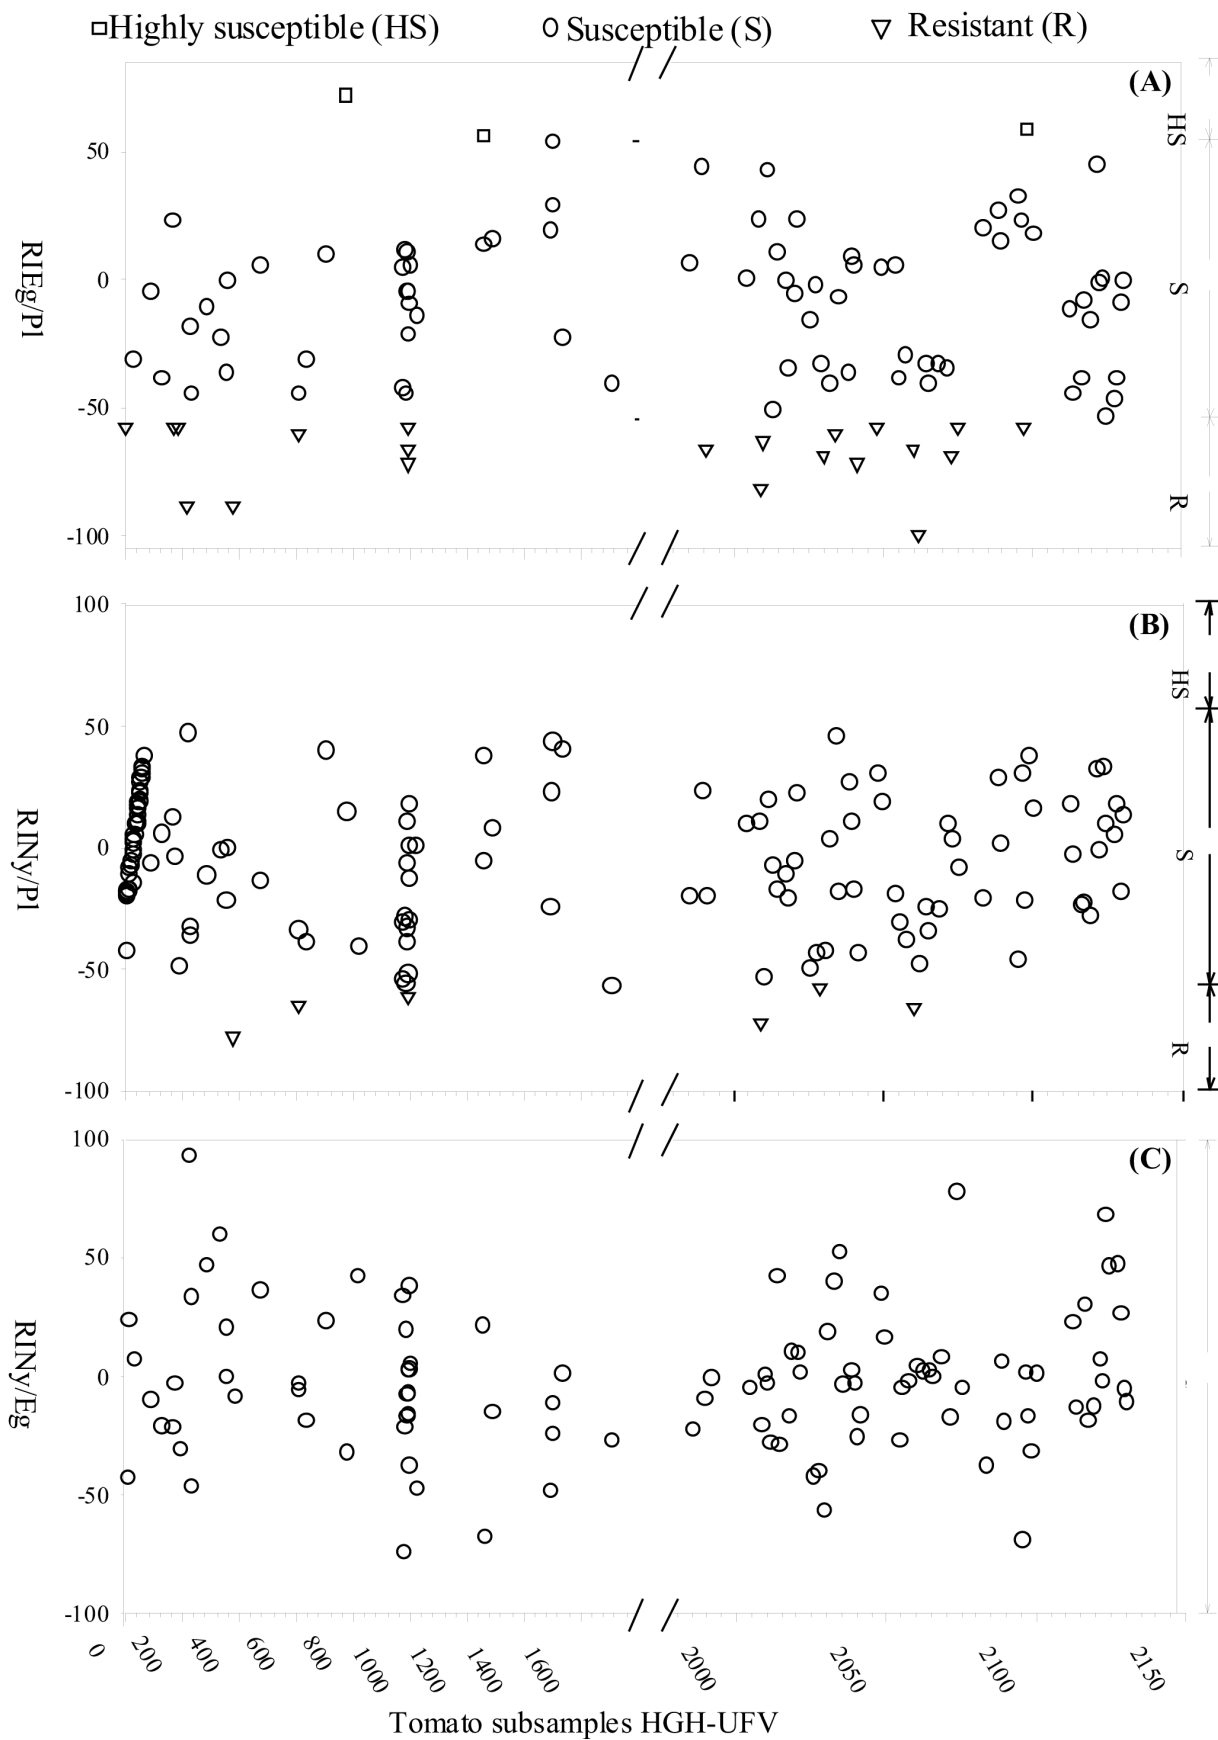 Highly susceptible (HS) Susceptible (S) Resistant (R)
(A)
50
0
-50
-100
RIEg/Pl
HS
S
R
(B)
100
50
0
-50
-100
RINy/Pl
HS
S
R
(C)
100
50
0
-50
-100
RINy/Eg
0 200 400 600 800 1000 1200 1400 1600 2000 2050 2100 2150
Tomato subsamples HGH-UFV